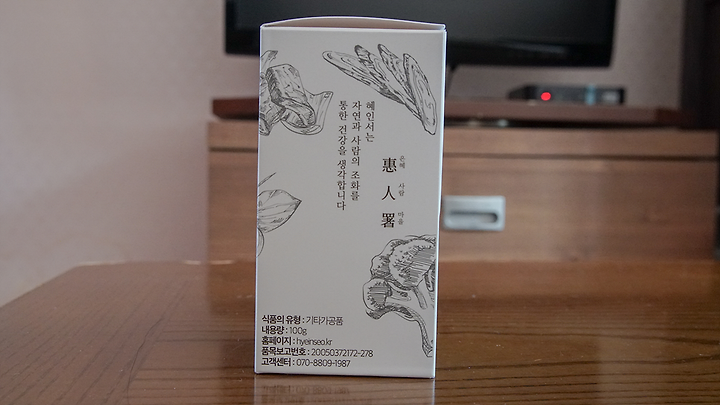 혜인서는
자연과 사람의 조화를
통한 건강을 생각합니다
惠 은혜
人 사람
署 마을
식품의 유형 : 기타가공품
내용량 : 100g
홈페이지 : hyeinseo.kr
품목보고번호 : 20050372172-278
고객센터 : 070-8809-1987